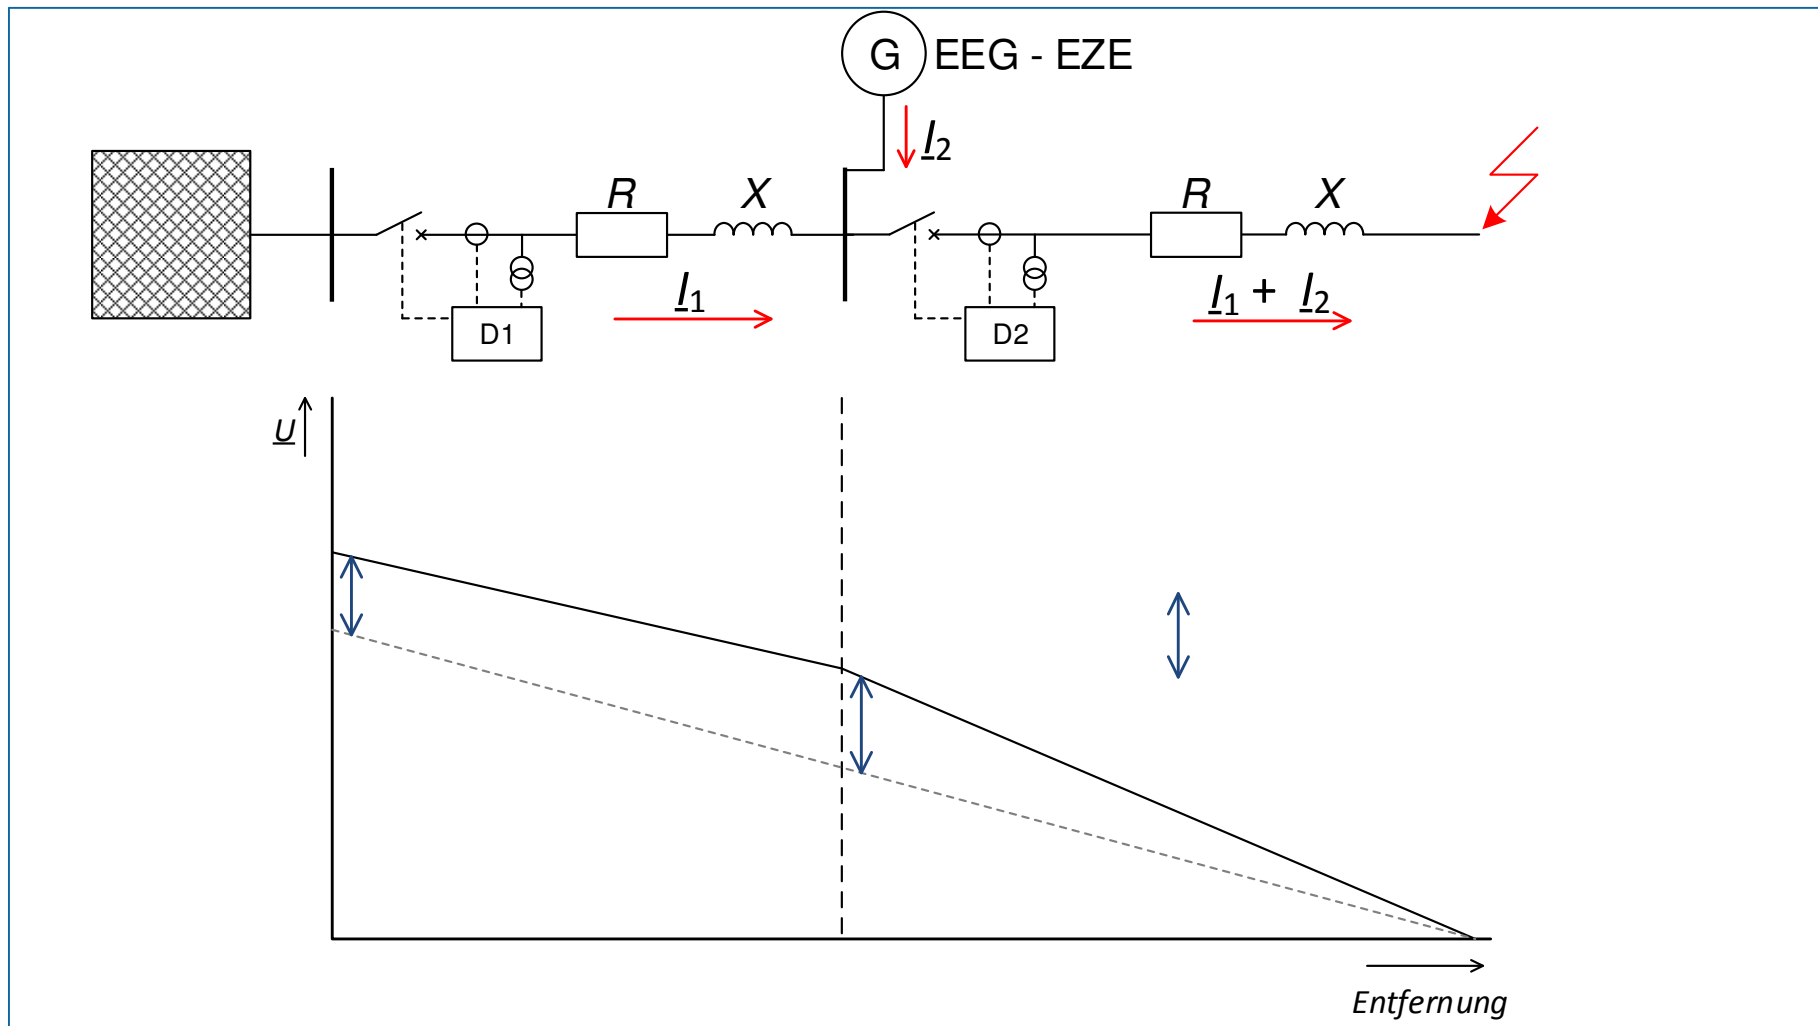 G EEG - EZE
I2
R X R X
I1
I1 + I2
D1 D2
U
Entfernung